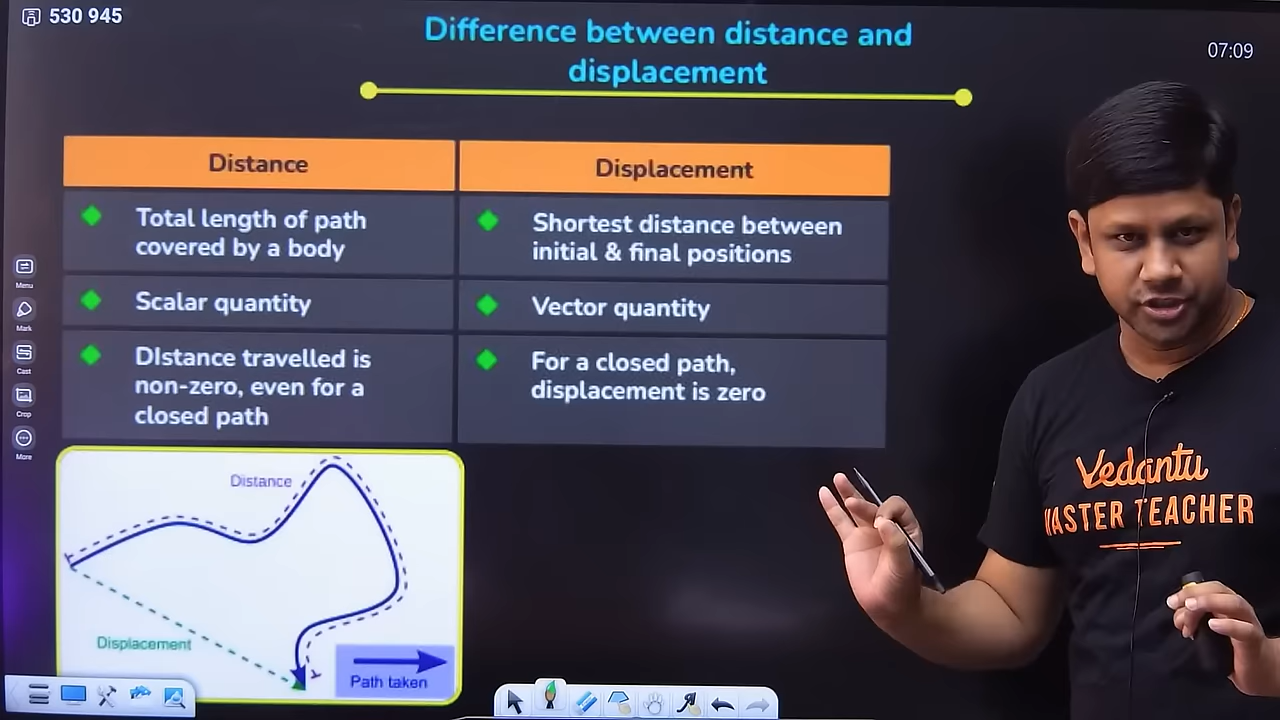 530 945
Difference between distance and
displacement
07:09
Distance
Displacement
Total length of path
covered by a body
Shortest distance between
initial & final positions
Scalar quantity
Vector quantity
DIstance travelled is
non-zero, even for a
closed path
For a closed path,
displacement is zero
Menu
Mark
Cast
Crop
More
Distance
Displacement
Path taken
Vedantu
MASTER TEACHER